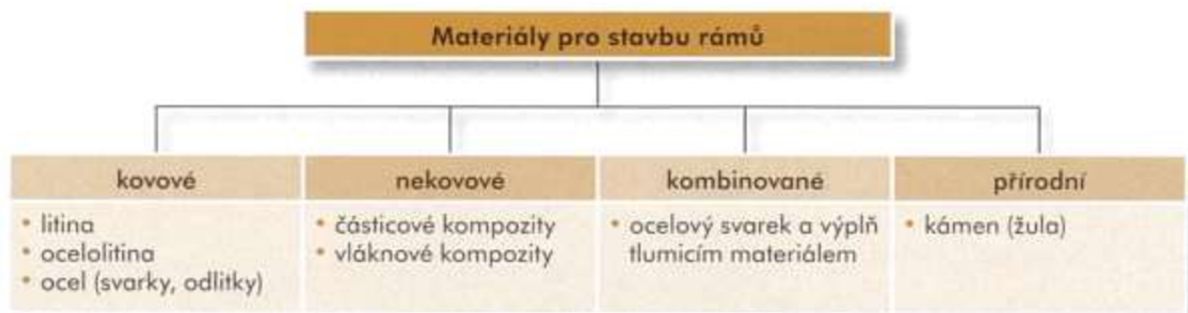 Materiály pro stavbu rámů
kovové
• litina
• ocelolitina
• ocel (svarky, odlitky)
nekovové
• částicové kompozity
• vláknové kompozity
kombinované
• ocelový svarek a výplň
tlumicím materiálem
přírodní
• kámen (žula)